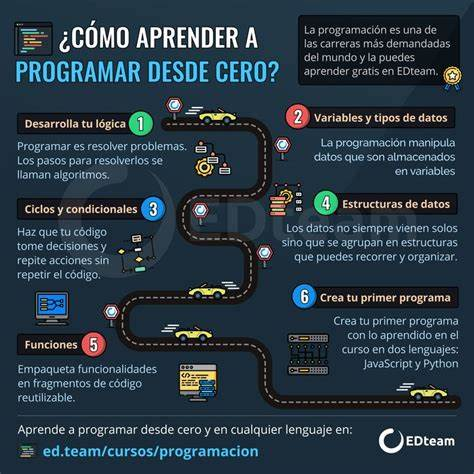 ¿CÓMO APRENDER A
PROGRAMAR DESDE CERO?
La programación es una de
las carreras más demandadas
del mundo y la puedes
aprender gratis en EDteam.
Desarrolla tu lógica 1
Programar es resolver problemas.
Los pasos para resolverlos se
llaman algoritmos.
2 Variables y tipos de datos
La programación manipula
datos que son almacenados
en variables
Ciclos y condicionales 3
Haz que tu código
tome decisiones y
repite acciones sin
repetir el código.
4 Estructuras de datos
Los datos no siempre vienen solos
sino que se agrupan en estructuras
que puedes recorrer y organizar.
Funciones 5
Empaqueta funcionalidades
en fragmentos de código
reutilizable.
6 Crea tu primer programa
Crea tu primer programa
con lo aprendido en el
curso en dos lenguajes:
JavaScript y Python
EDteam
Aprende a programar desde cero y en cualquier lenguaje en:
ed.team/cursos/programacion
EDteam